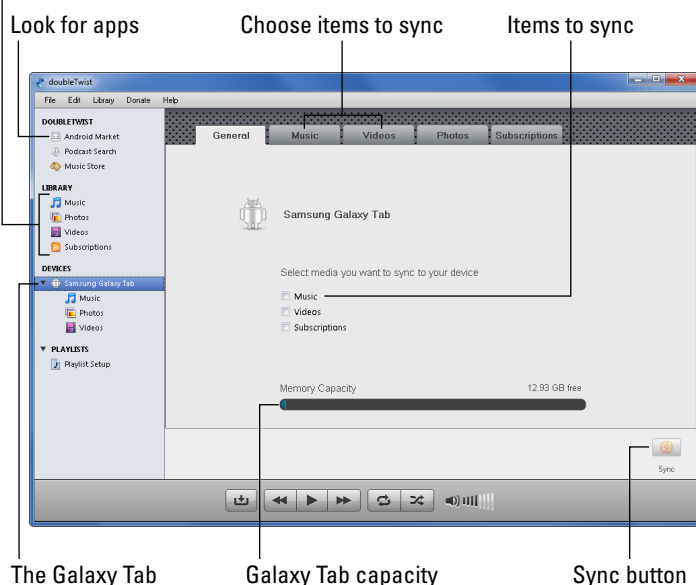 Look for apps
Choose items to sync
Items to sync
doubleTwist
File Edit Library Donate Help
DOUBLETWIST
Android Market
Podcast Search
Music Store
LIBRARY
Music
Photos
Videos
Subscriptions
DEVICES
Samsung Galaxy Tab
Music
Photos
Videos
PLAYLISTS
Playlist Setup
General Music Videos Photos Subscriptions
Samsung Galaxy Tab
Select media you want to sync to your device
Music
Videos
Subscriptions
Memory Capacity 12.93 GB free
Sync
The Galaxy Tab
Galaxy Tab capacity
Sync button